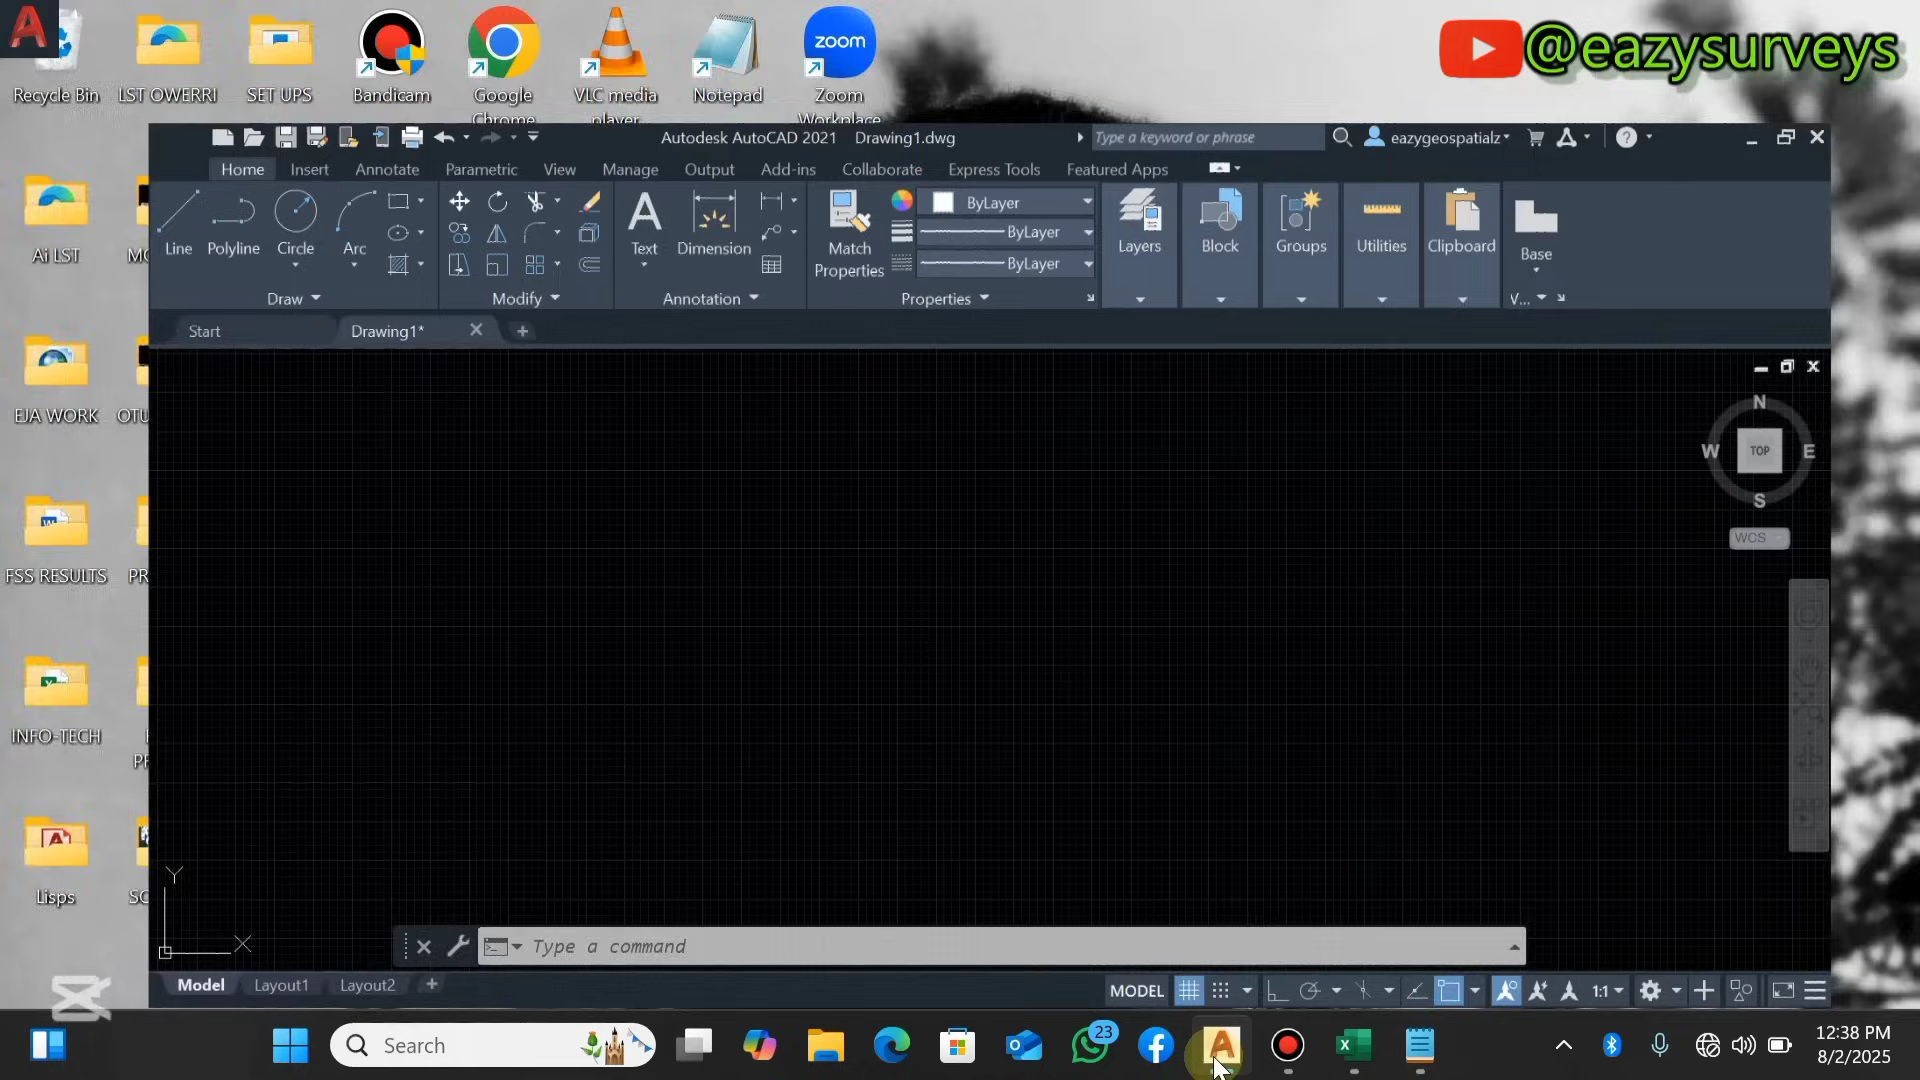 @eazysurveys
Recycle Bin
LST OWERRI
SET UPS
Bandicam
Google
Chrome
VLC media
player
Notepad
Zoom
Workplace
zoom
Autodesk AutoCAD 2021 Drawing1.dwg
Type a keyword or phrase
eazygeospatialz
Home Insert Annotate Parametric View Manage Output Add-ins Collaborate Express Tools Featured Apps
Line
Polyline
Circle
Arc
Text
Dimension
Match
Properties
ByLayer
ByLayer
ByLayer
Layers
Block
Groups
Utilities
Clipboard
Base
Draw
Modify
Annotation
Properties
V...
Start
Drawing1*
Ai LST
EJA WORK
FSS RESULTS
INFO-TECH
Lisps
N
W
TOP
E
S
WCS
Y
X
Type a command
Model
Layout1
Layout2
MODEL
1:1
Search
23
12:38 PM
8/2/2025